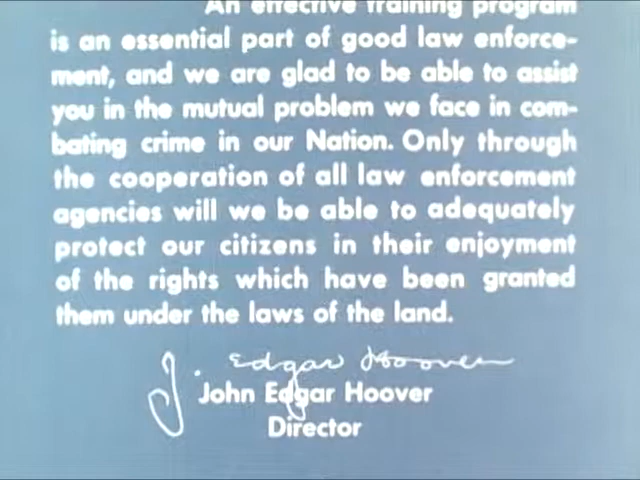 An effective training program
is an essential part of good law enforce-
ment, and we are glad to be able to assist
you in the mutual problem we face in com-
bating crime in our Nation. Only through
the cooperation of all law enforcement
agencies will we be able to adequately
protect our citizens in their enjoyment
of the rights which have been granted
them under the laws of the land.
J. Edgar Hoover
John Edgar Hoover
Director